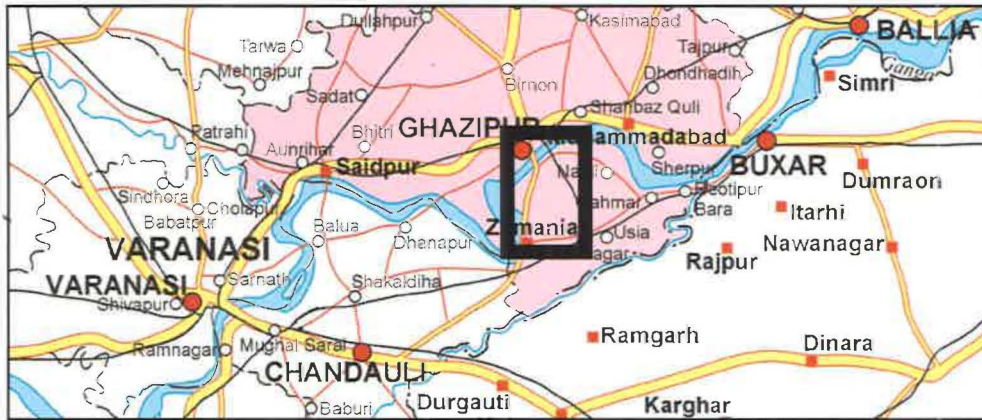 Dullahpur
Kasimabad
BALLIA
Tarwa
Tajpur
Ganga
Mehnajpur
Dhondhadih
Simri
Sadat
Birnon
Shahbaz Quli
Patrahi
Bhitri
GHAZIPUR
Muhammadabad
Aunrihar
Saidpur
Sherpur
BUXAR
Sindhora
Dumraon
Babatpur
Cholapur
Reotipur
Bara
Itarhi
VARANASI
Balua
Dhanapur
Zamania
Usia
Nawanagar
VARANASI
Sarnath
Rajpur
Shivapur
Shakaldiha
Ramnagar
Mughal Sarai
Ramgarh
Dinara
CHANDAULI
Baburi
Durgauti
Karghar